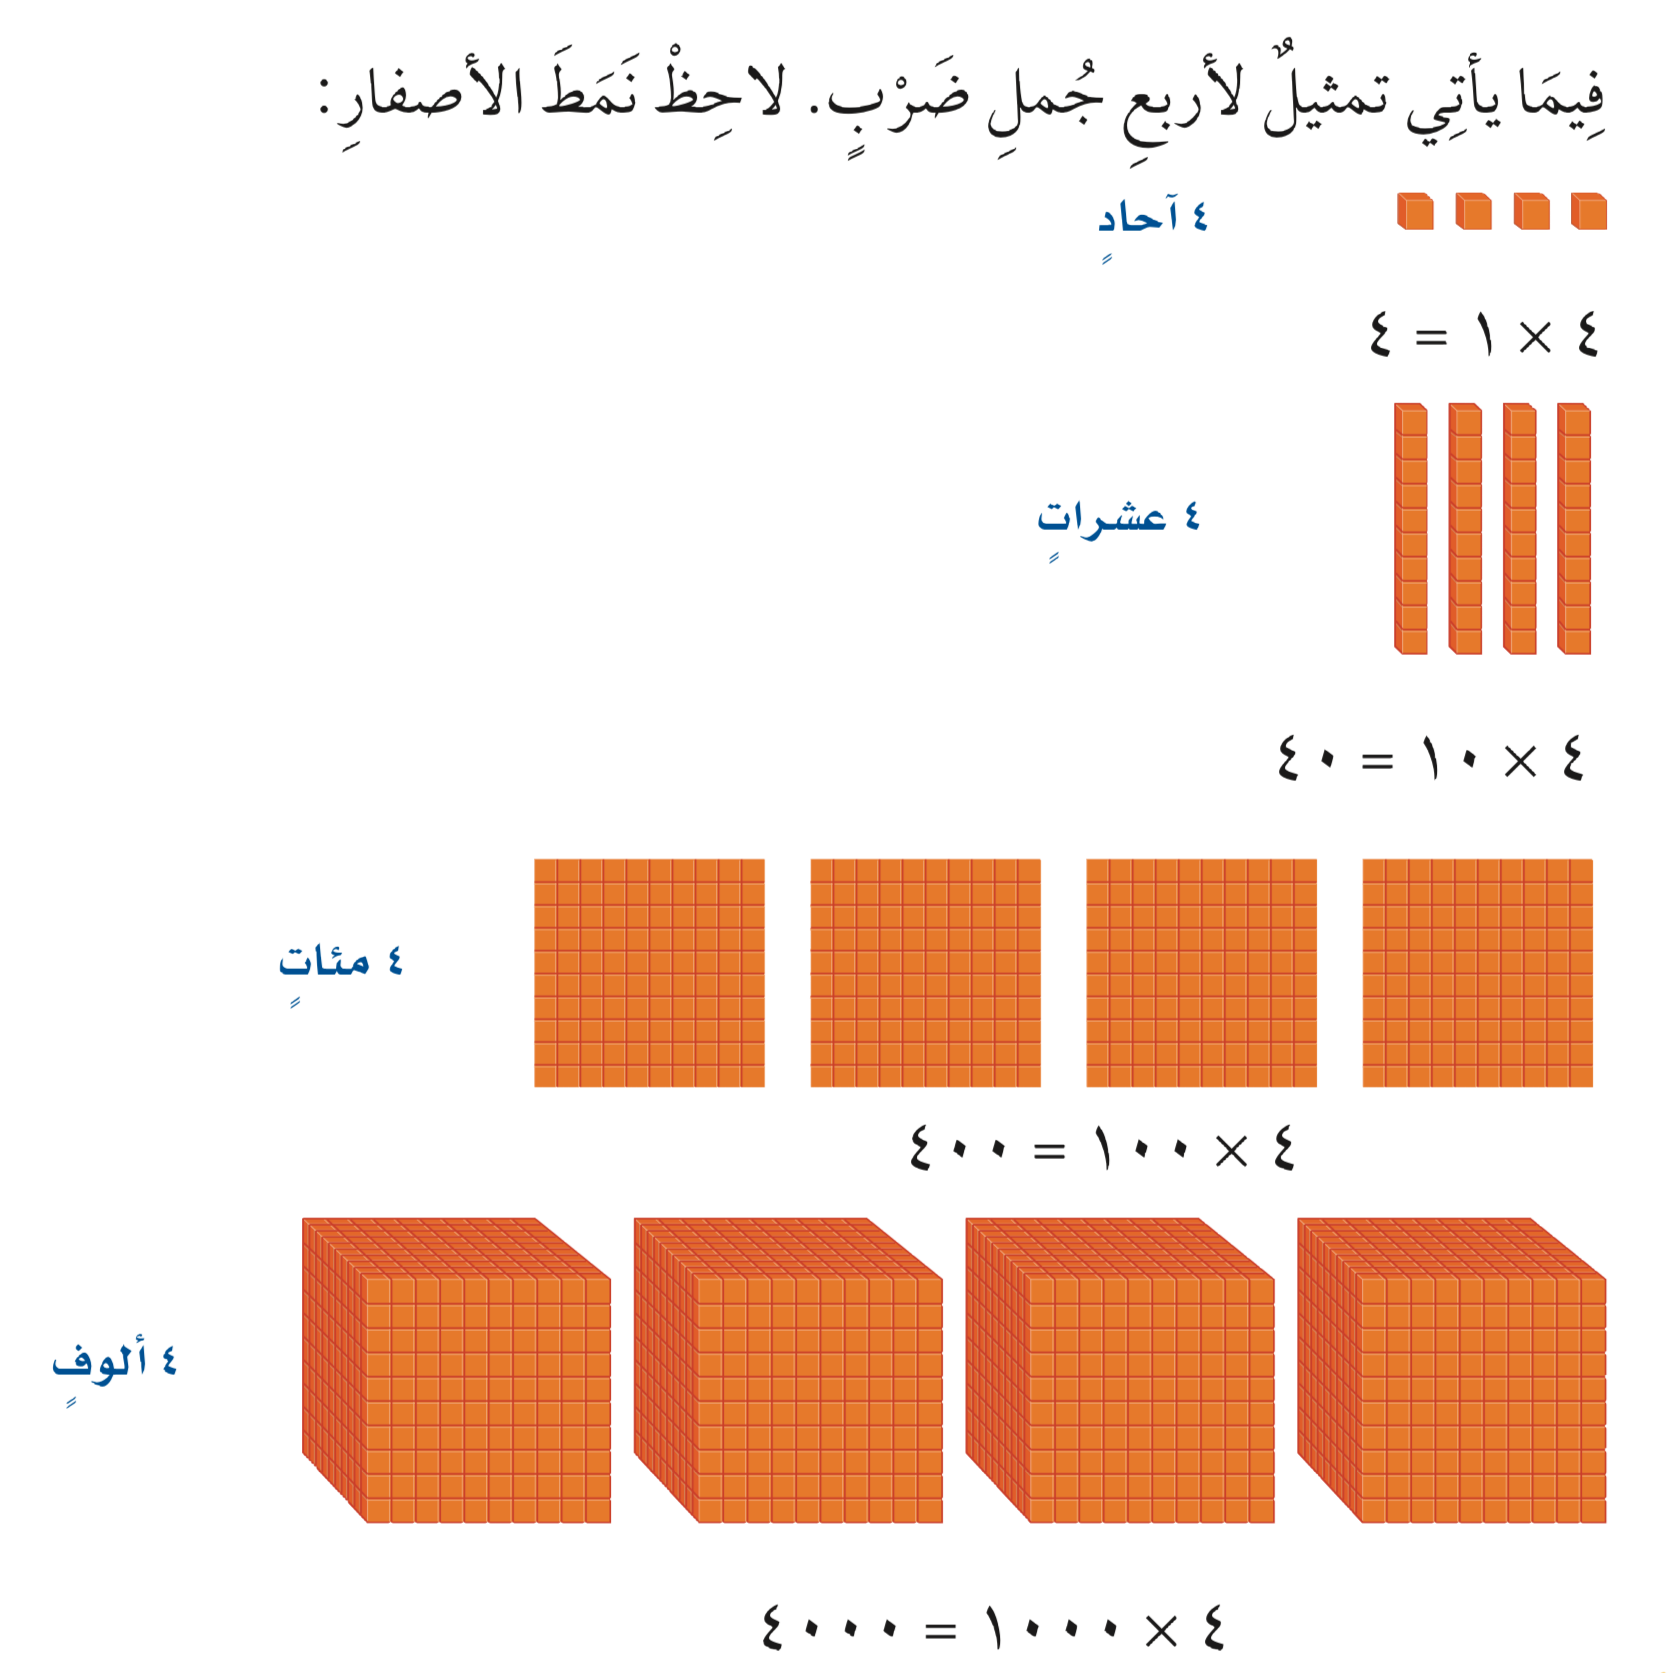 فِيمَا يأتِي تمثيلٌ لأربعِ جُملِ ضَرْبٍ. لاحِظْ نَمَطَ الأصفارِ:
٤ آحادٍ
٤ × ١ = ٤
٤ عشراتٍ
٤ × ١٠ = ٤٠
٤ مئاتٍ
٤ × ١٠٠ = ٤٠٠
٤ ألوفٍ
٤ × ١٠٠٠ = ٤٠٠٠